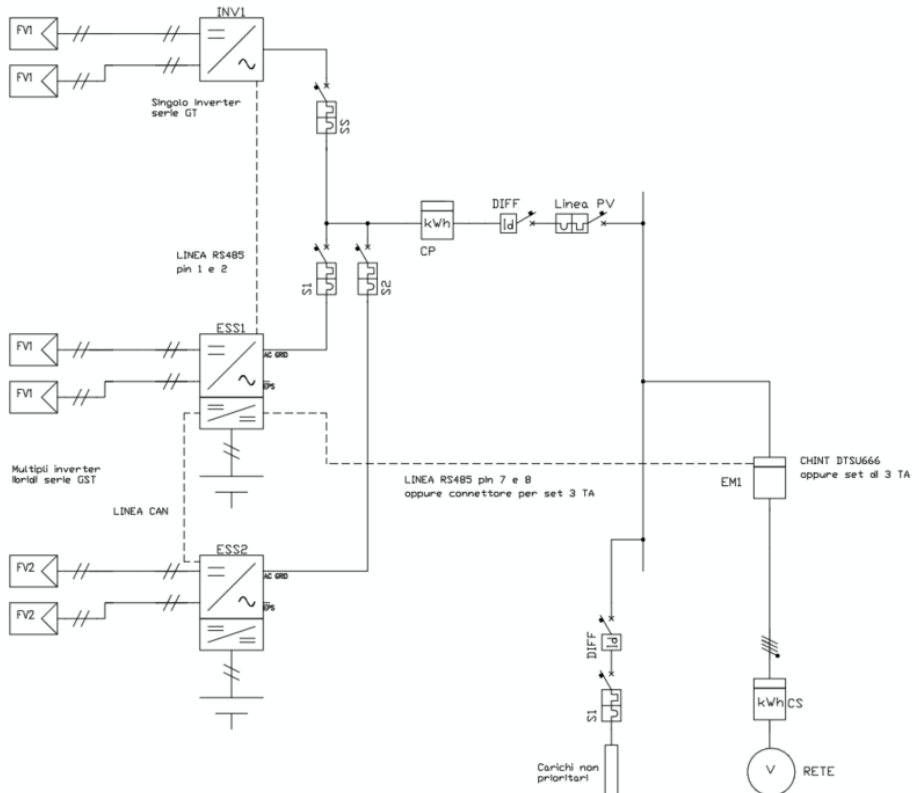 INV1
FV1
FV1
Singolo inverter
serie GT
SS
DIFF
Linea PV
kWh
Id
CP
LINEA RS485
pin 1 e 2
S1
S2
ESS1
FV1
AC GRID
FV1
EPS
Multipli inverter
ibridi serie GST
LINEA CAN
LINEA RS485 pin 7 e 8
oppure connettore per set 3 TA
CHINT DTSU666
oppure set di 3 TA
EM1
ESS2
FV2
AC GRID
FV2
EPS
DIFF
Id
S1
kWh
CS
Carichi non
prioritari
V
RETE